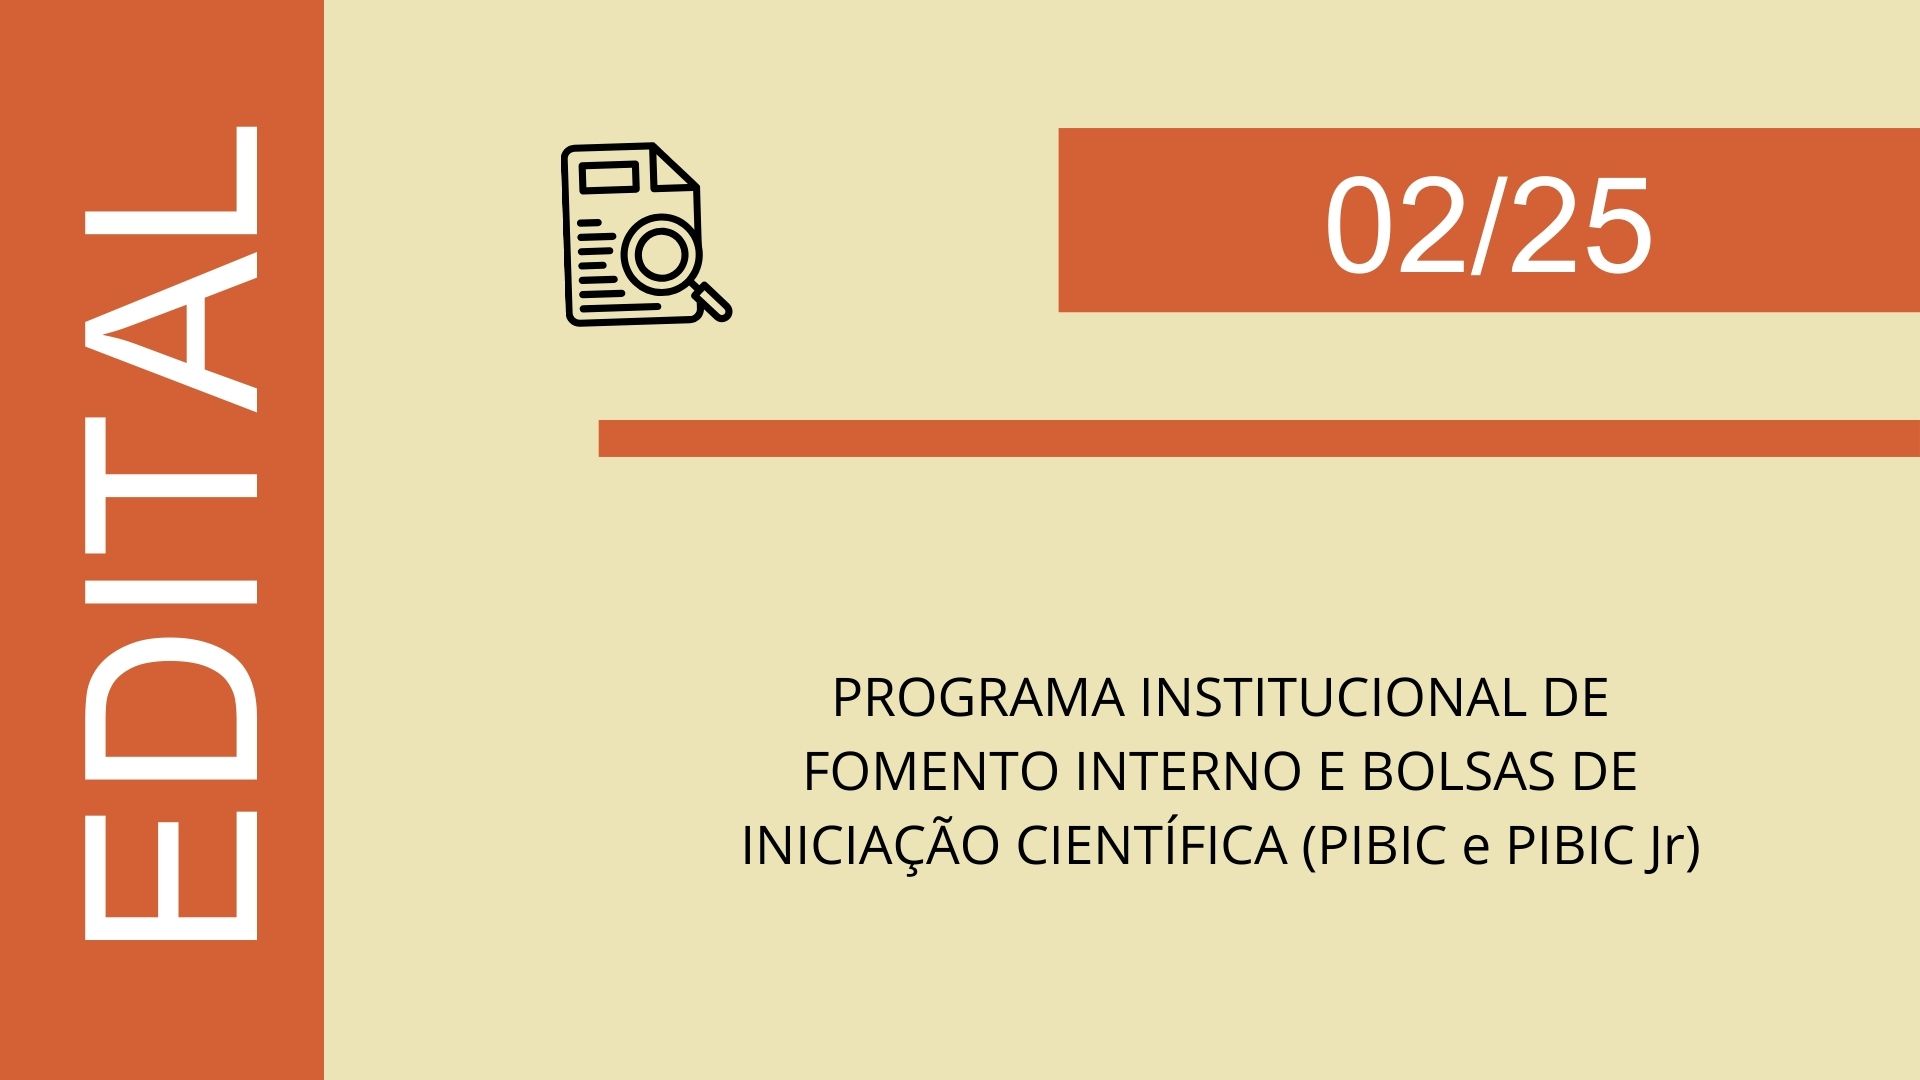 EDITAL
02/25
PROGRAMA INSTITUCIONAL DE
FOMENTO INTERNO E BOLSAS DE
INICIAÇÃO CIENTÍFICA (PIBIC e PIBIC Jr)